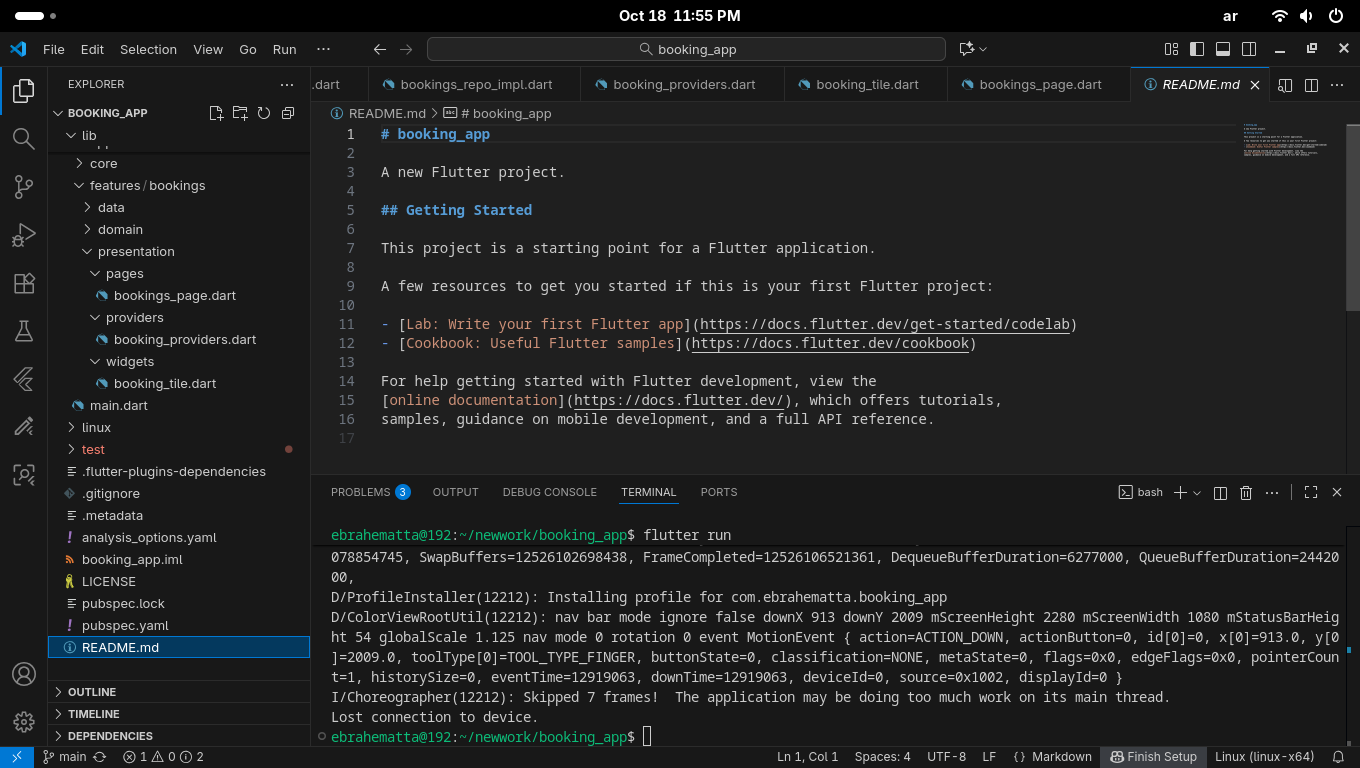 Oct 18 11:55 PM
ar
File Edit Selection View Go Run ···
booking_app
EXPLORER
.dart
bookings_repo_impl.dart
booking_providers.dart
booking_tile.dart
bookings_page.dart
README.md
BOOKING_APP
lib
core
features / bookings
data
domain
presentation
pages
bookings_page.dart
providers
booking_providers.dart
widgets
booking_tile.dart
main.dart
linux
test
.flutter-plugins-dependencies
.gitignore
.metadata
analysis_options.yaml
booking_app.iml
LICENSE
pubspec.lock
pubspec.yaml
README.md
OUTLINE
TIMELINE
DEPENDENCIES
README.md > # booking_app
1 # booking_app
2
3 A new Flutter project.
4
5 ## Getting Started
6
7 This project is a starting point for a Flutter application.
8
9 A few resources to get you started if this is your first Flutter project:
10
11 - [Lab: Write your first Flutter app](https://docs.flutter.dev/get-started/codelab)
12 - [Cookbook: Useful Flutter samples](https://docs.flutter.dev/cookbook)
13
14 For help getting started with Flutter development, view the
15 [online documentation](https://docs.flutter.dev/), which offers tutorials,
16 samples, guidance on mobile development, and a full API reference.
17
PROBLEMS 3 OUTPUT DEBUG CONSOLE TERMINAL PORTS
bash
ebrahematta@192:~/newwork/booking_app$ flutter run
078854745, SwapBuffers=12526102698438, FrameCompleted=12526106521361, DequeueBufferDuration=6277000, QueueBufferDuration=24420
00,
D/ProfileInstaller(12212): Installing profile for com.ebrahematta.booking_app
D/ColorViewRootUtil(12212): nav bar mode ignore false downX 913 downY 2009 mScreenHeight 2280 mScreenWidth 1080 mStatusBarHeig
ht 54 globalScale 1.125 nav mode 0 rotation 0 event MotionEvent { action=ACTION_DOWN, actionButton=0, id[0]=0, x[0]=913.0, y[0
]=2009.0, toolType[0]=TOOL_TYPE_FINGER, buttonState=0, classification=NONE, metaState=0, flags=0x0, edgeFlags=0x0, pointerCoun
t=1, historySize=0, eventTime=12919063, downTime=12919063, deviceId=0, source=0x1002, displayId=0 }
I/Choreographer(12212): Skipped 7 frames!  The application may be doing too much work on its main thread.
Lost connection to device.
ebrahematta@192:~/newwork/booking_app$
main 1 0 2 Ln 1, Col 1 Spaces: 4 UTF-8 LF {} Markdown Finish Setup Linux (linux-x64)